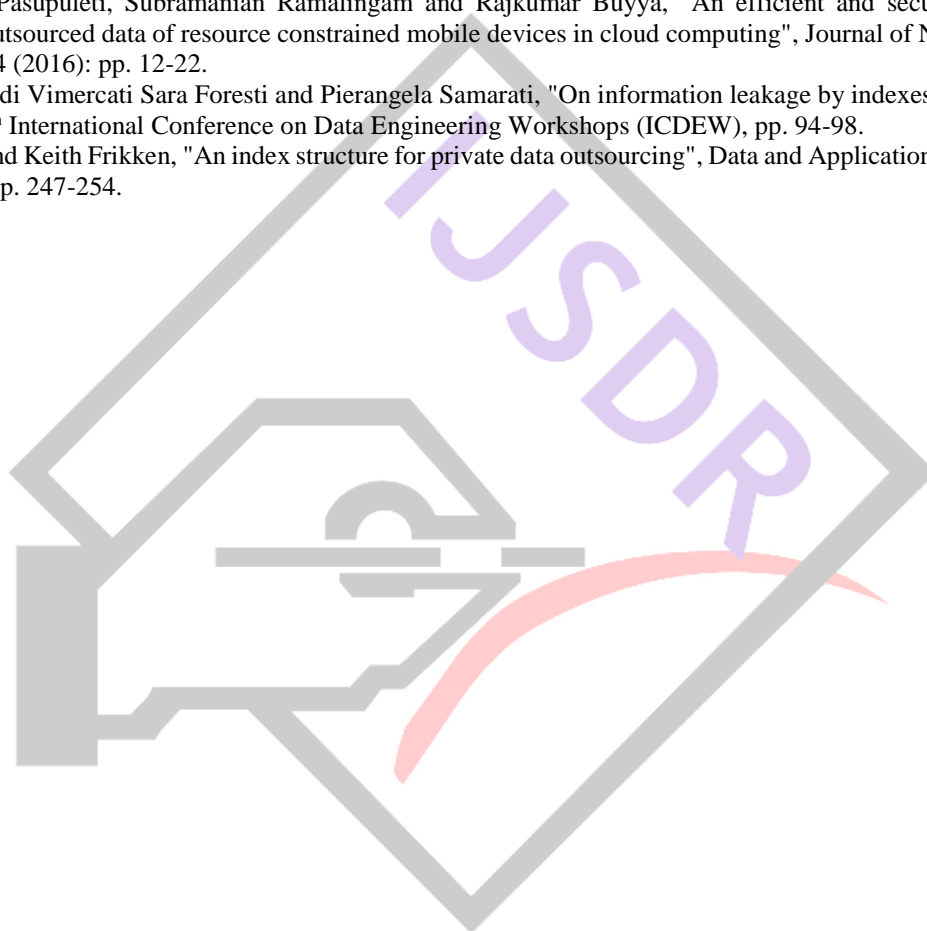 Pasupuleti, Subramanian Ramalingam and Rajkumar Buyya, "An efficient and secu
utsourced data of resource constrained mobile devices in cloud computing", Journal of N
4 (2016): pp. 12-22.
di Vimercati Sara Foresti and Pierangela Samarati, "On information leakage by indexes
International Conference on Data Engineering Workshops (ICDEW), pp. 94-98.
nd Keith Frikken, "An index structure for private data outsourcing", Data and Application
p. 247-254.
IJSDR